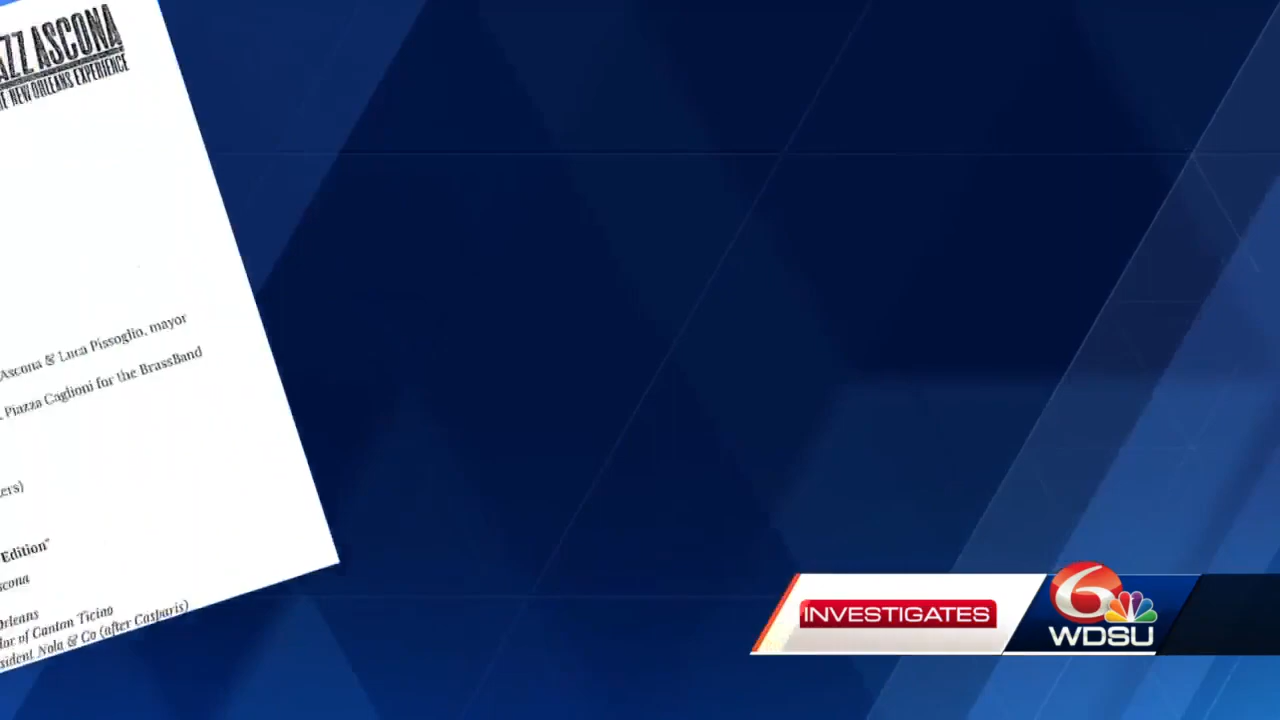 AZZ ASCONA
E NEW ORLEANS EXPERIENCE
Ascona & Luca Pissoglio, mayor
Piazza Caglioni for the BrassBand
ers)
Edition"
scona
Orleans
lor of Canton Ticino
sident Nola & Co (after Casparis)
INVESTIGATES
6
WDSU